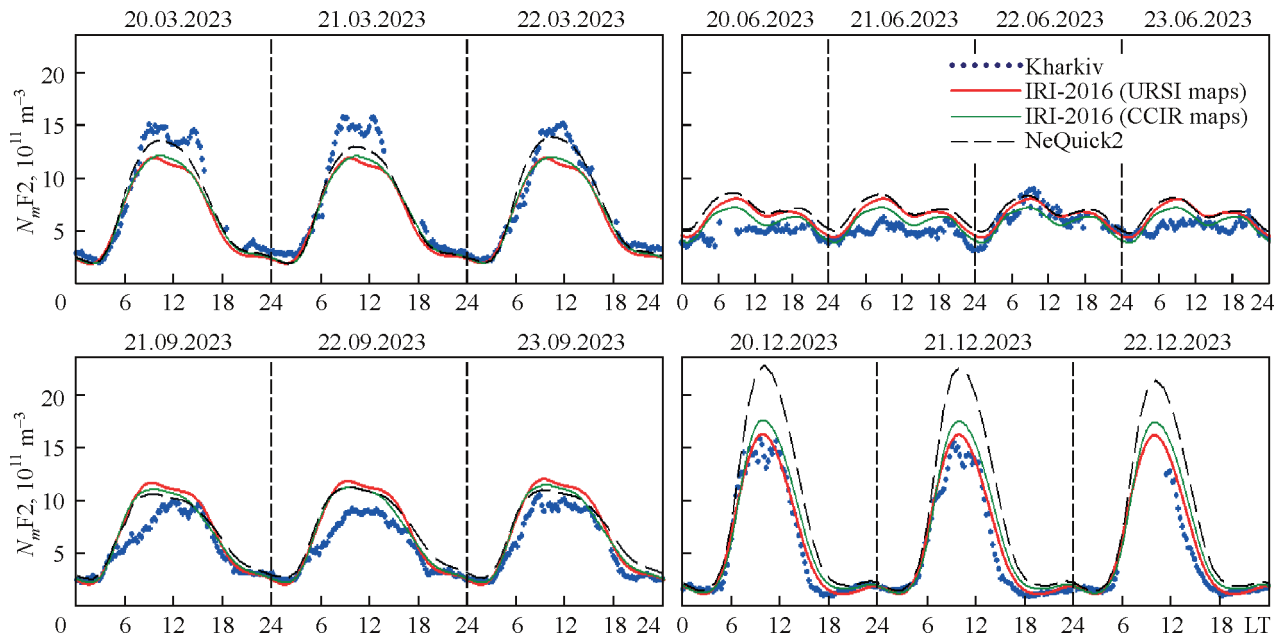 20.03.2023 21.03.2023 22.03.2023
20
15
10
5
0 6 12 18 24 6 12 18 24 6 12 18 24
NmF2, 10¹¹ m⁻³
20.06.2023 21.06.2023 22.06.2023 23.06.2023
Kharkiv
IRI-2016 (URSI maps)
IRI-2016 (CCIR maps)
NeQuick2
0 6 12 18 24 6 12 18 24 6 12 18 24 6 12 18 24
21.09.2023 22.09.2023 23.09.2023
20
15
10
5
0 6 12 18 24 6 12 18 24 6 12 18 24
NmF2, 10¹¹ m⁻³
20.12.2023 21.12.2023 22.12.2023
0 6 12 18 24 6 12 18 24 6 12 18 LT